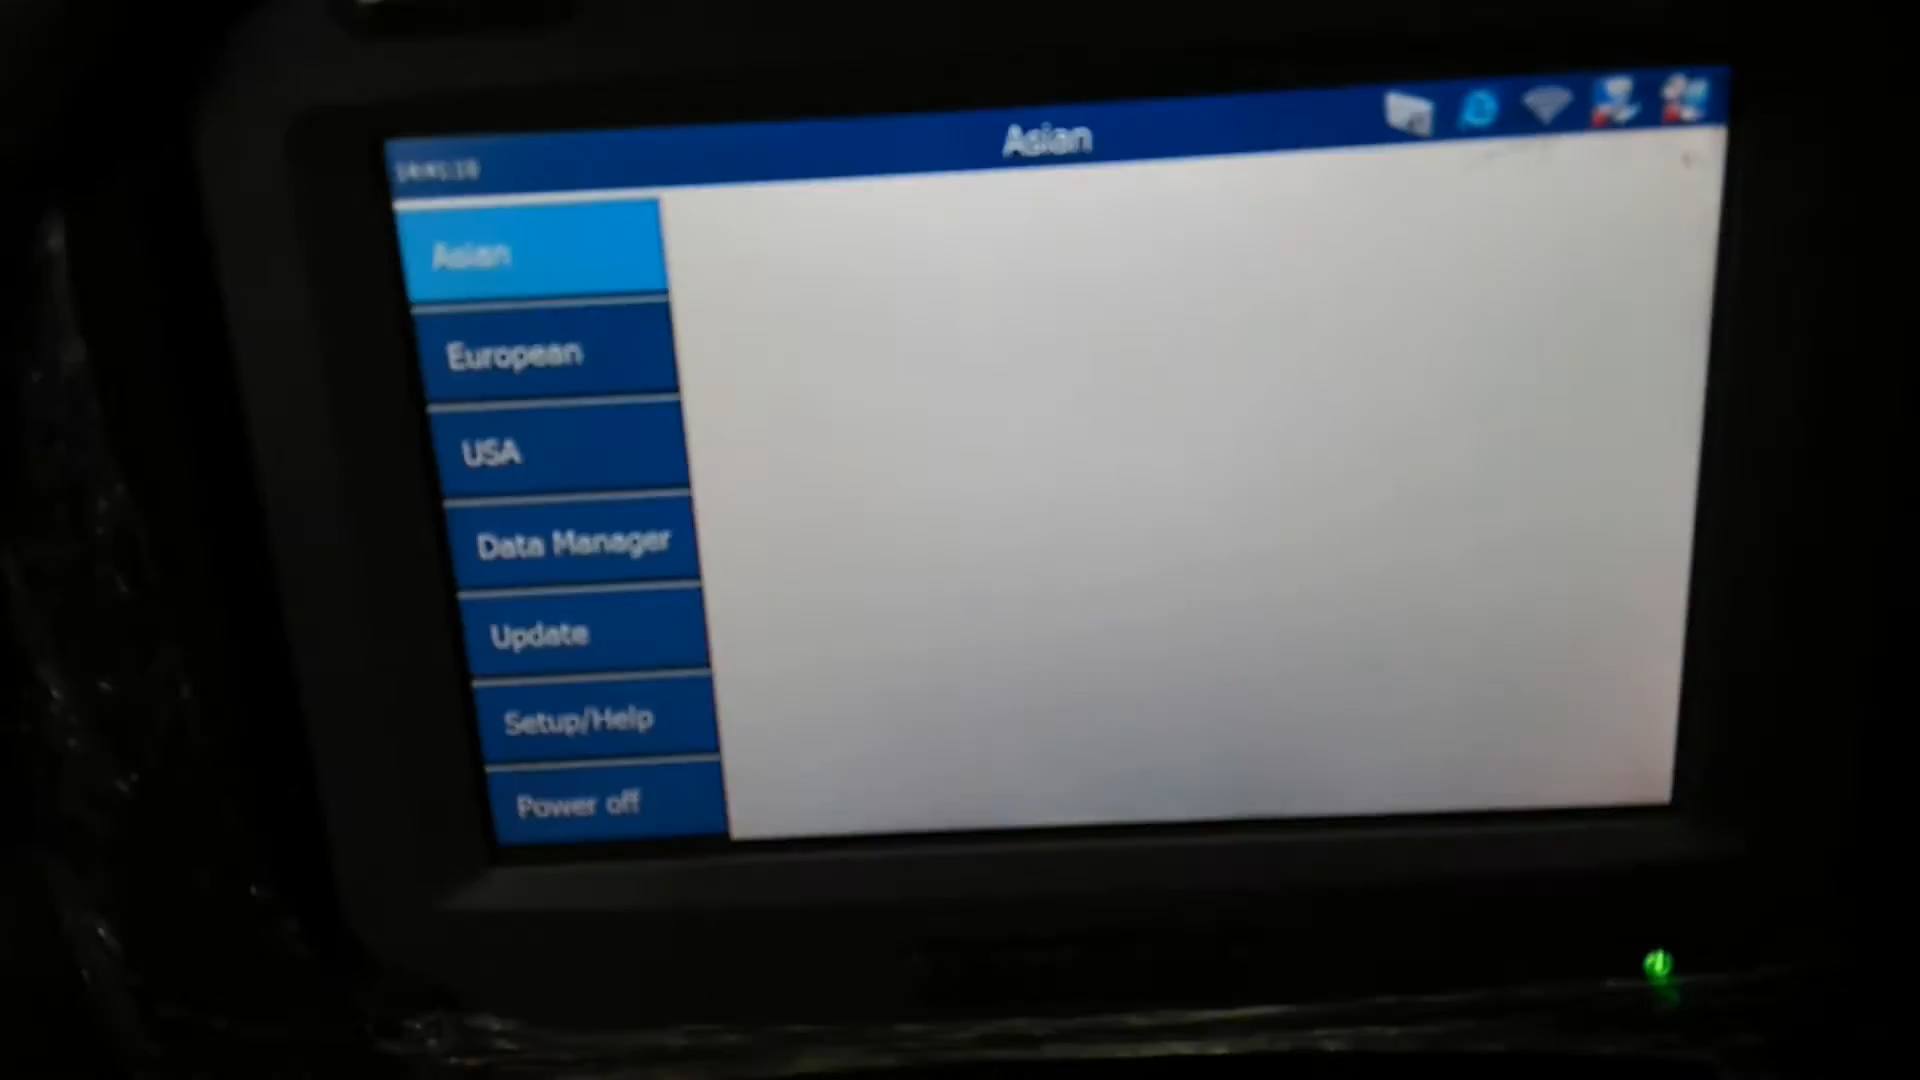 Asian
Asian
European
USA
Data Manager
Update
Setup/Help
Power off